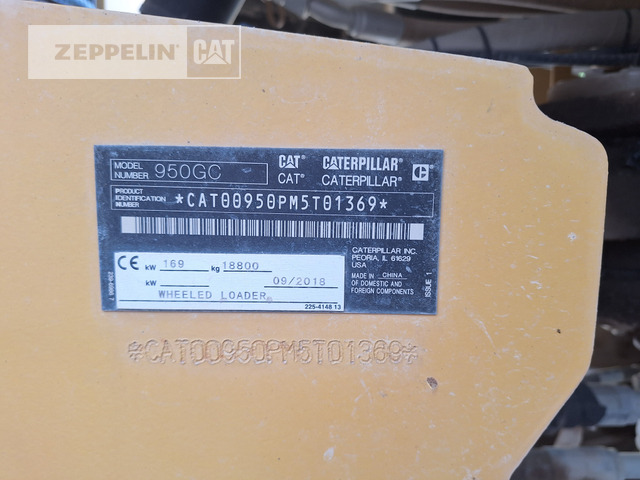 ZEPPELIN CAT
MODEL NUMBER 950GC
CAT CATERPILLAR C
CAT® CATERPILLAR®
PRODUCT IDENTIFICATION NUMBER *CAT00950PM5T01369*
CATERPILLAR INC.
PEORIA, IL 61629
USA
MADE IN CHINA
OF DOMESTIC AND
FOREIGN COMPONENTS
ISSUE 1
CE kW 169 kg 18800
kW 09/2018
WHEELED LOADER
225-4148 13
*CAT00950PM5T01369*